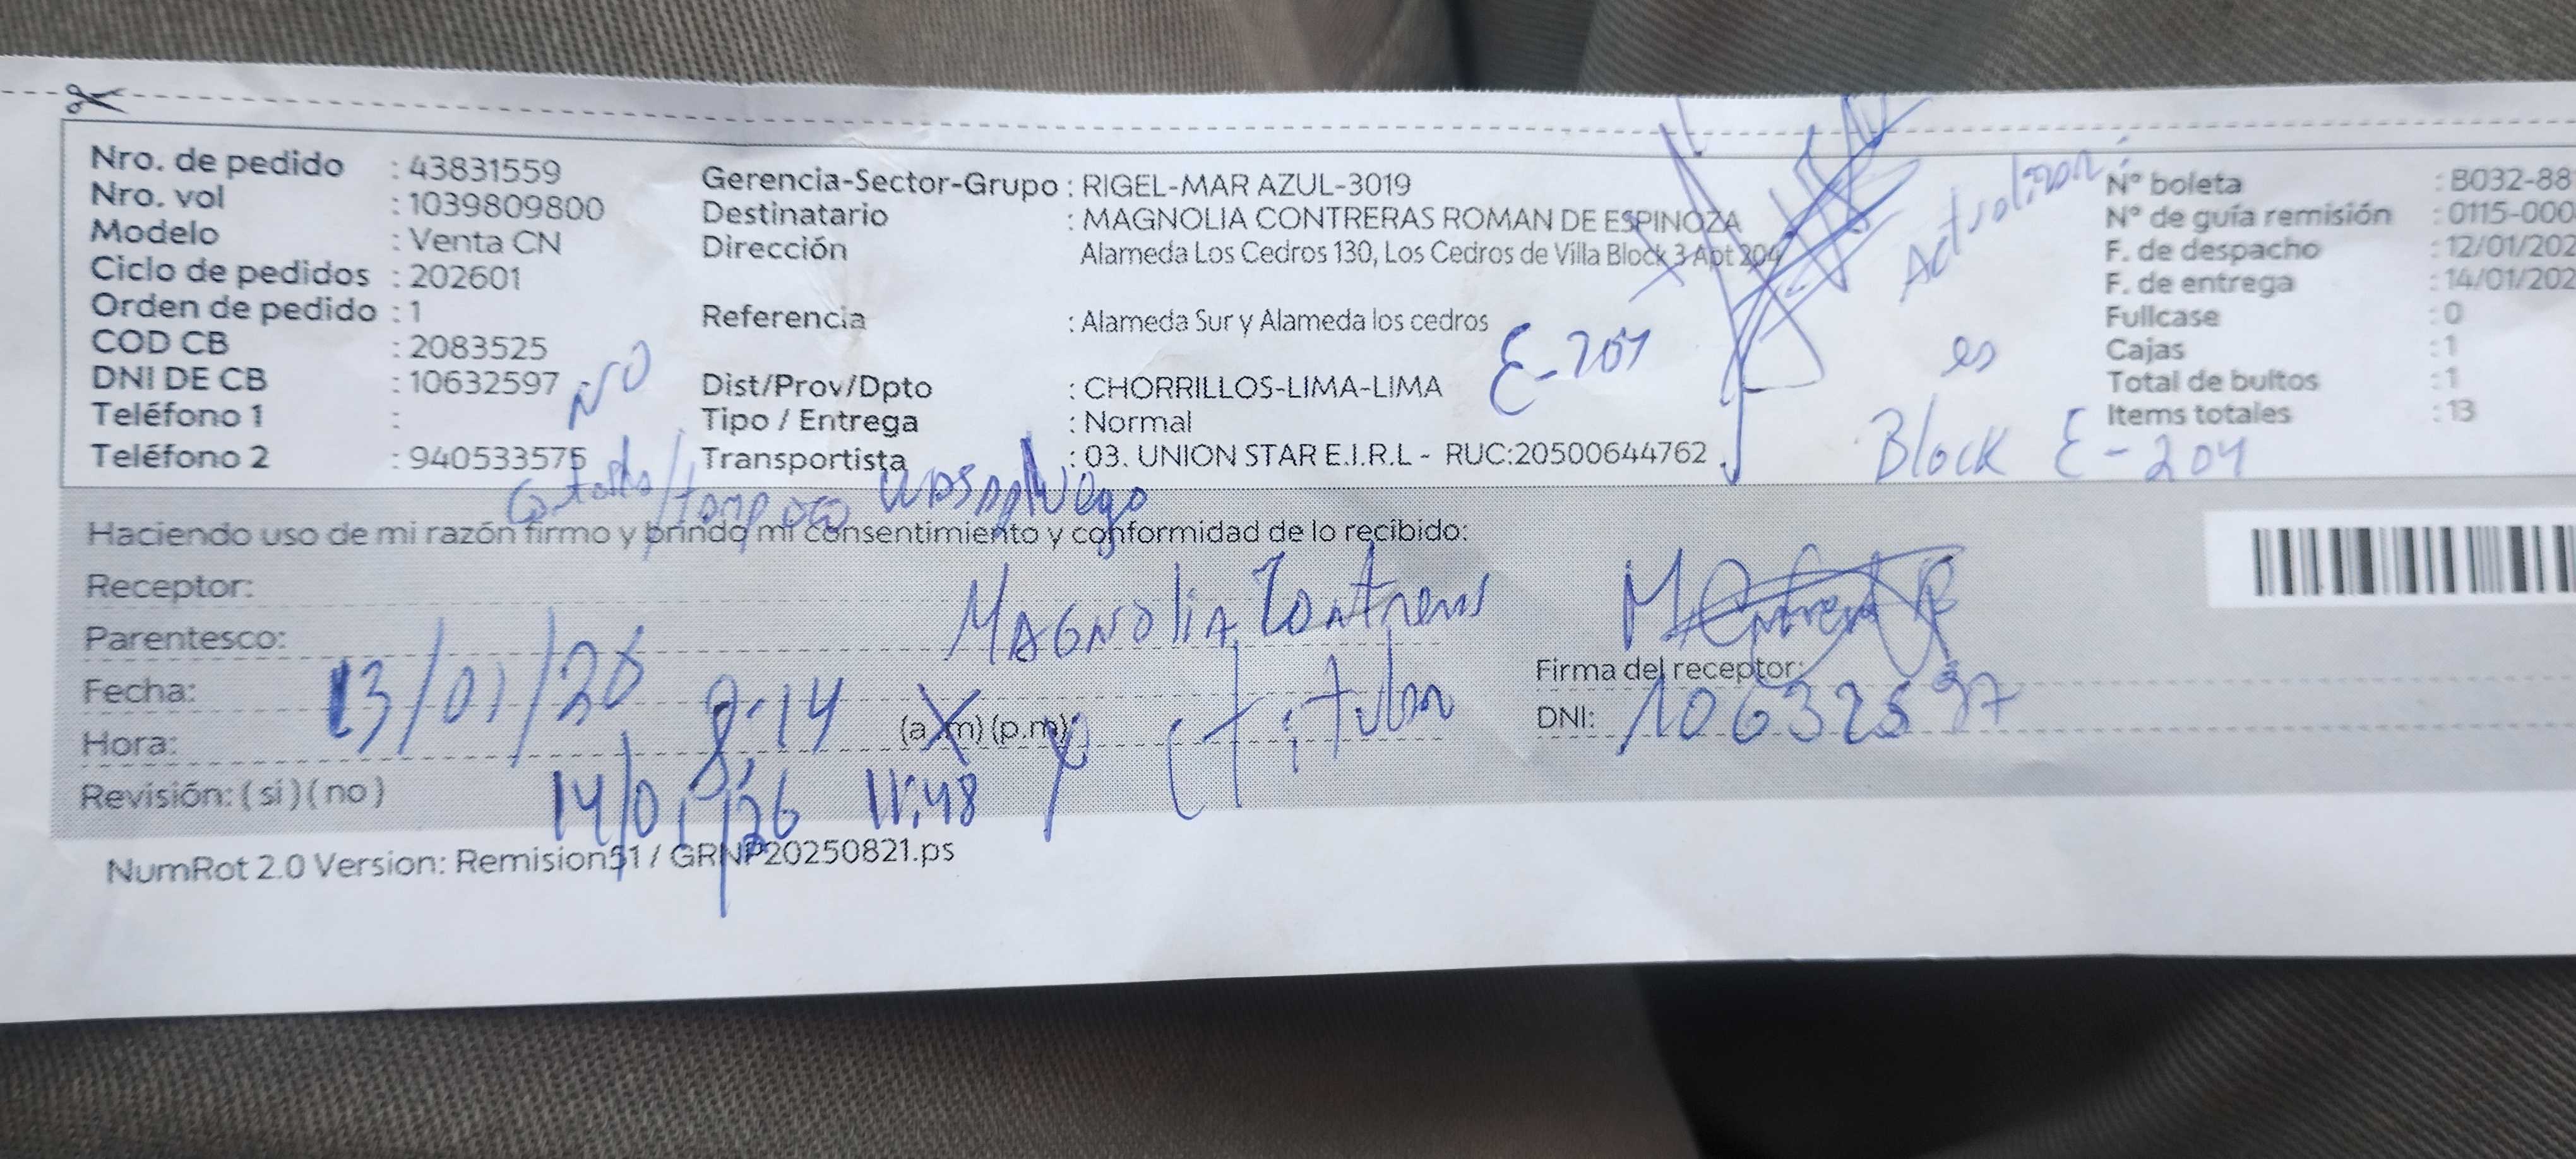 Nro. de pedido : 43831559
Nro. vol : 1039809800
Modelo : Venta CN
Ciclo de pedidos : 202601
Orden de pedido : 1
COD CB : 2083525
DNI DE CB : 10632597
NO
Teléfono 1 :
Teléfono 2 : 940533575
Gerencia-Sector-Grupo : RIGEL-MAR AZUL-3019
Destinatario : MAGNOLIA CONTRERAS ROMAN DE ESPINOZA
Dirección Alameda Los Cedros 130, Los Cedros de Villa Block 3 Apt 204
Referencia : Alameda Sur y Alameda los cedros
E-204
Dist/Prov/Dpto : CHORRILLOS-LIMA-LIMA
Tipo / Entrega : Normal
Transportista : 03. UNION STAR E.I.R.L - RUC:20500644762
Actualizar:
es
Block E-204
N° boleta : B032-88
N° de guía remisión : 0115-000
F. de despacho : 12/01/202
F. de entrega : 14/01/202
Fullcase : 0
Cajas : 1
Total de bultos : 1
Items totales : 13
Haciendo uso de mi razón firmo y brindo mi consentimiento y conformidad de lo recibido:
Receptor: Magnolia Contreras
Parentesco:
Titular
Fecha: 13/01/26
Hora: (a.m) (p.m):
Revisión: (si) (no)
14/01/26 11:48
Firma del receptor:
DNI: 10632597
NumRot 2.0 Version: Remision51 / GRNP20250821.ps